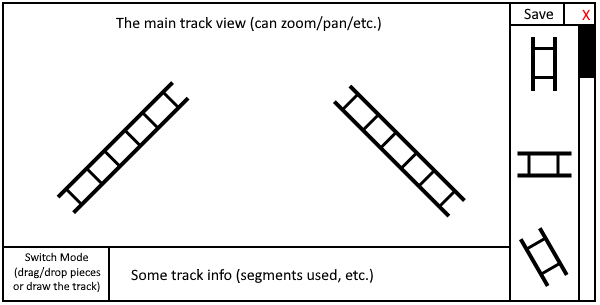 The main track view (can zoom/pan/etc.)
Save
X
Switch Mode
(drag/drop pieces
or draw the track)
Some track info (segments used, etc.)